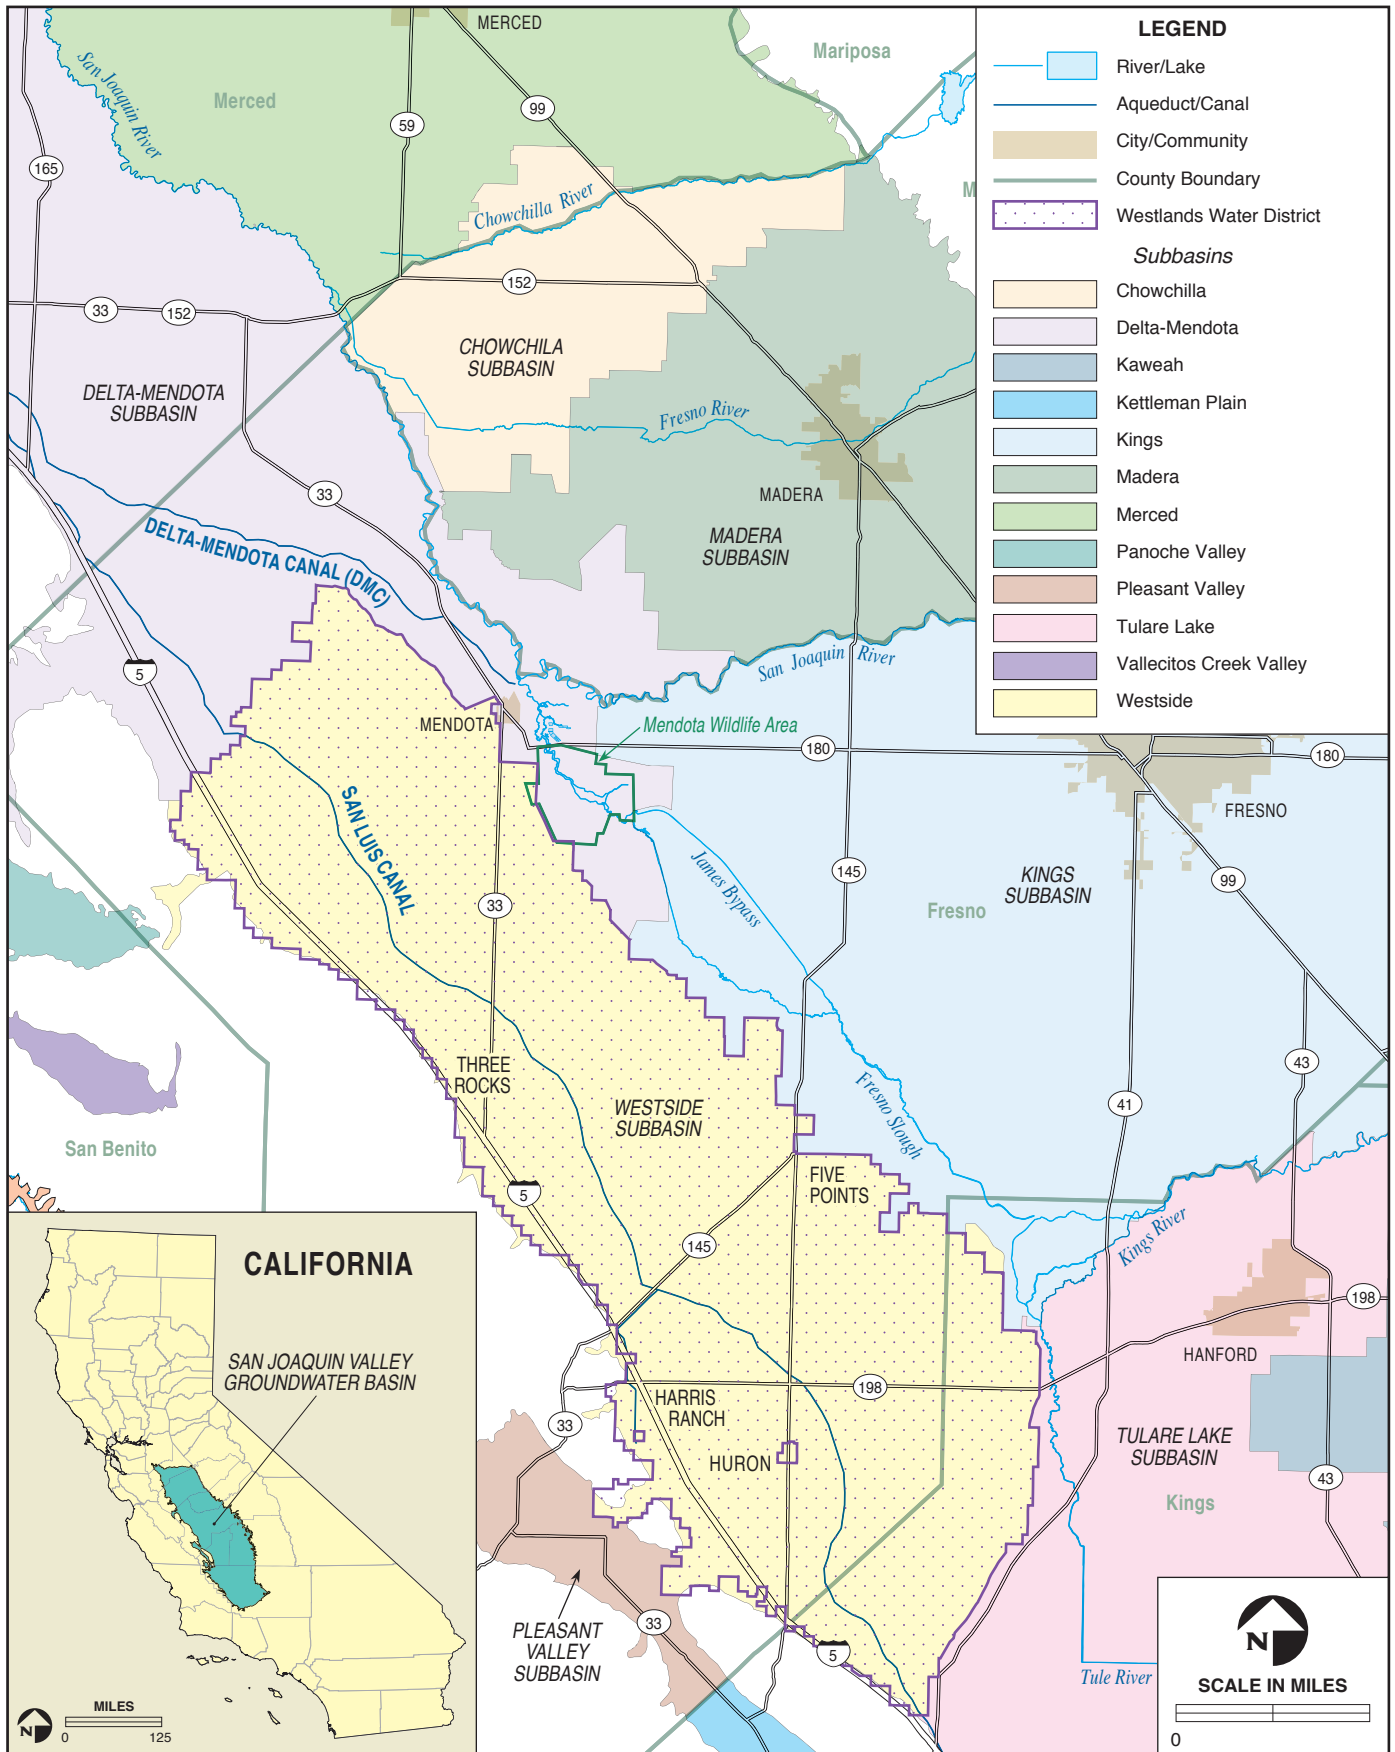 MERCED
Mariposa
Merced
San Joaquin River
59
99
165
Chowchilla River
M
152
33
152
CHOWCHILA
SUBBASIN
DELTA-MENDOTA
SUBBASIN
Fresno River
33
MADERA
MADERA
SUBBASIN
DELTA-MENDOTA CANAL (DMC)
5
San Joaquin River
MENDOTA
Mendota Wildlife Area
180
180
FRESNO
SAN LUIS CANAL
James Bypass
145
KINGS
SUBBASIN
99
33
Fresno
THREE
ROCKS
WESTSIDE
SUBBASIN
Fresno Slough
41
43
San Benito
5
FIVE
POINTS
145
Kings River
198
HANFORD
198
HARRIS
RANCH
33
HURON
TULARE LAKE
SUBBASIN
43
Kings
PLEASANT
VALLEY
SUBBASIN
33
5
Tule River
LEGEND
River/Lake
Aqueduct/Canal
City/Community
County Boundary
Westlands Water District
Subbasins
Chowchilla
Delta-Mendota
Kaweah
Kettleman Plain
Kings
Madera
Merced
Panoche Valley
Pleasant Valley
Tulare Lake
Vallecitos Creek Valley
Westside
CALIFORNIA
SAN JOAQUIN VALLEY
GROUNDWATER BASIN
N
MILES
0 125
N
SCALE IN MILES
0